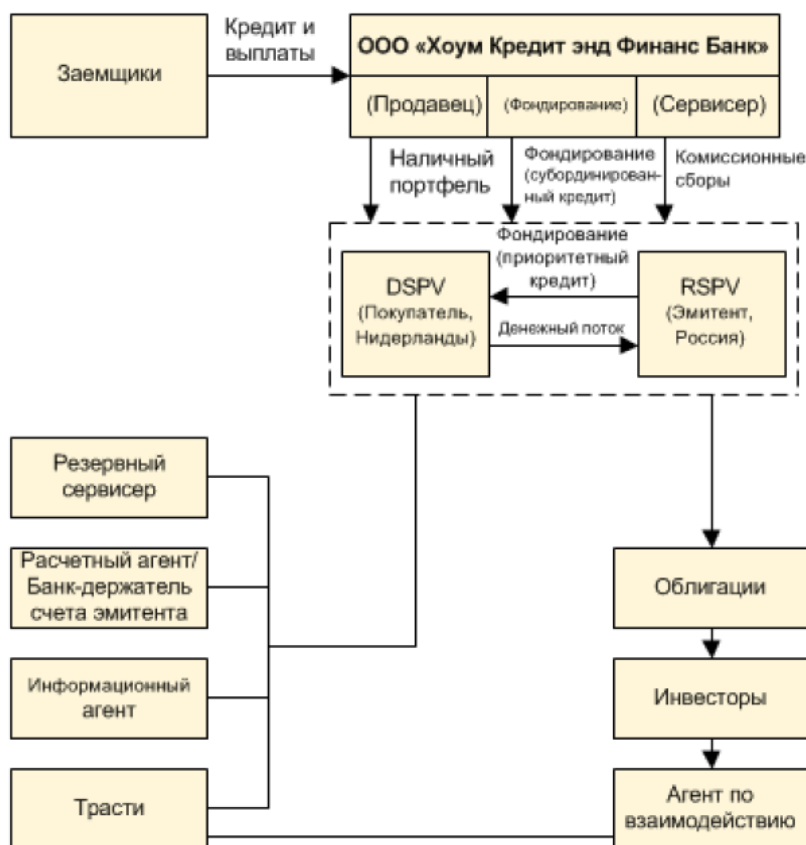 Заемщики
Кредит и
выплаты
ООО «Хоум Кредит энд Финанс Банк»
(Продавец)
(Фондирование)
(Сервисер)
Наличный
портфель
Фондирование
(субординирован-
ный кредит)
Комиссионные
сборы
Фондирование
(приоритетный
кредит)
DSPV
(Покупатель,
Нидерланды)
RSPV
(Эмитент,
Россия)
Денежный поток
Резервный
сервисер
Расчетный агент/
Банк-держатель
счета эмитента
Информационный
агент
Трасти
Облигации
Инвесторы
Агент по
взаимодействию